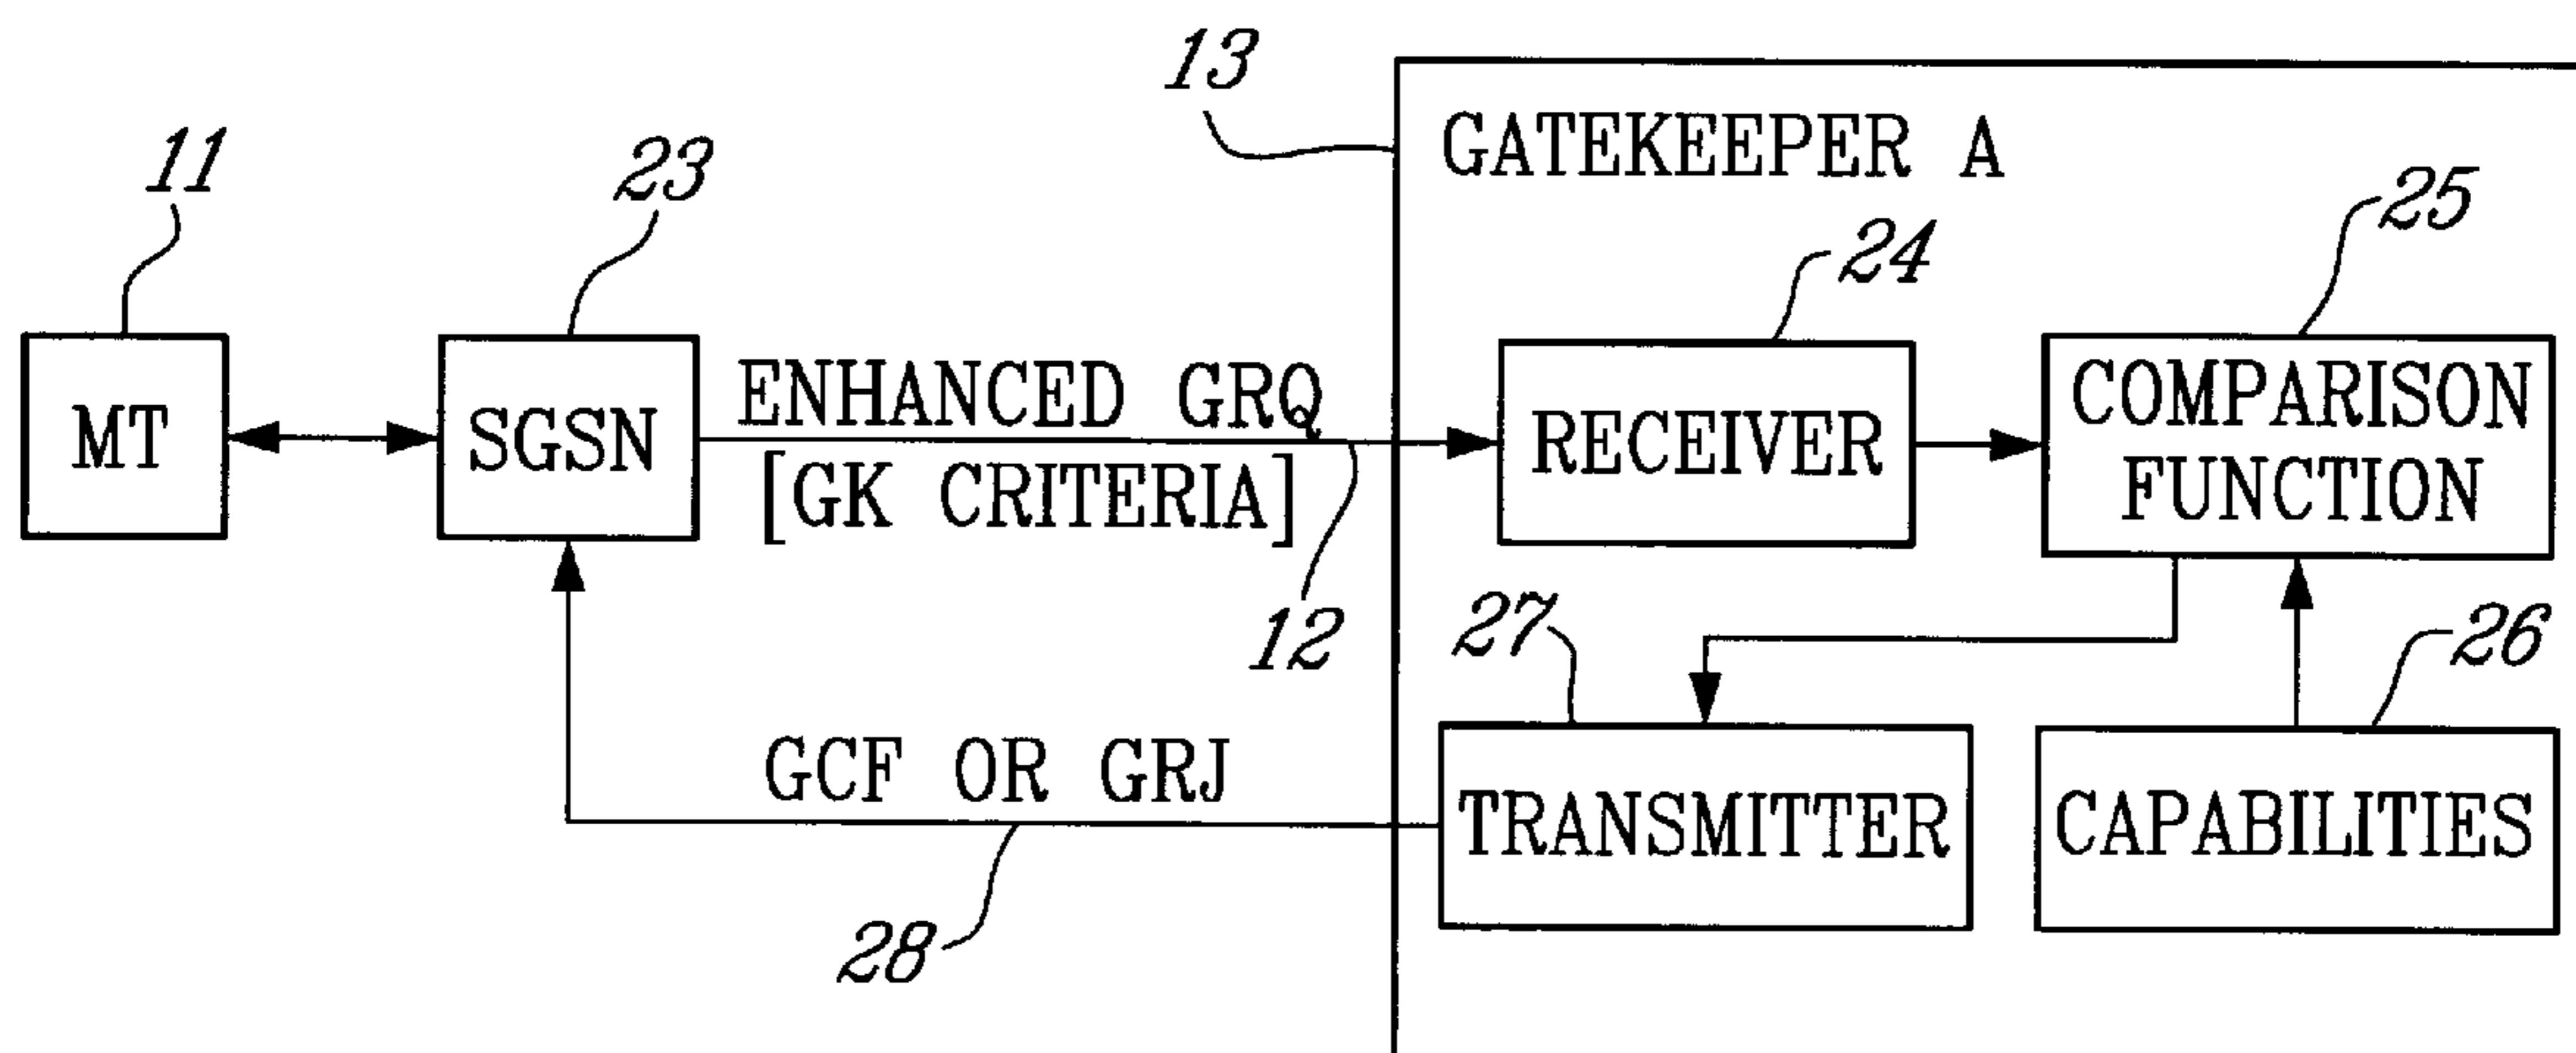 13
GATEKEEPER A
11
23
24
25
MT
SGSN
ENHANCED GRQ
[GK CRITERIA]
12
RECEIVER
COMPARISON
FUNCTION
27
26
GCF OR GRJ
28
TRANSMITTER
CAPABILITIES